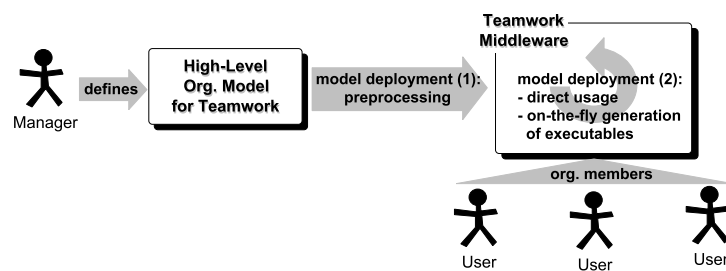 Manager
defines
High-Level
Org. Model
for Teamwork
model deployment (1):
preprocessing
Teamwork
Middleware
model deployment (2):
- direct usage
- on-the-fly generation
of executables
org. members
User
User
User